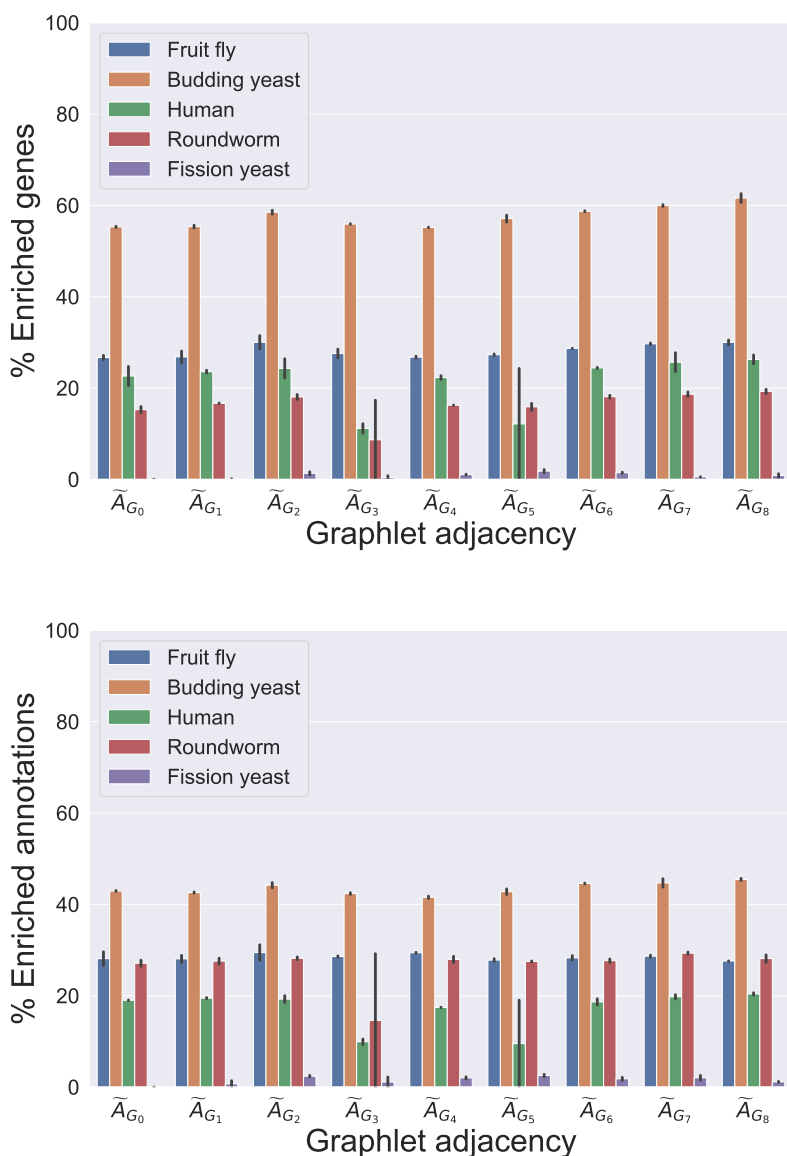 100
80
60
40
20
0
% Enriched genes
Fruit fly
Budding yeast
Human
Roundworm
Fission yeast
Ã_G₀ Ã_G₁ Ã_G₂ Ã_G₃ Ã_G₄ Ã_G₅ Ã_G₆ Ã_G₇ Ã_G₈
Graphlet adjacency
100
80
60
40
20
0
% Enriched annotations
Fruit fly
Budding yeast
Human
Roundworm
Fission yeast
Ã_G₀ Ã_G₁ Ã_G₂ Ã_G₃ Ã_G₄ Ã_G₅ Ã_G₆ Ã_G₇ Ã_G₈
Graphlet adjacency